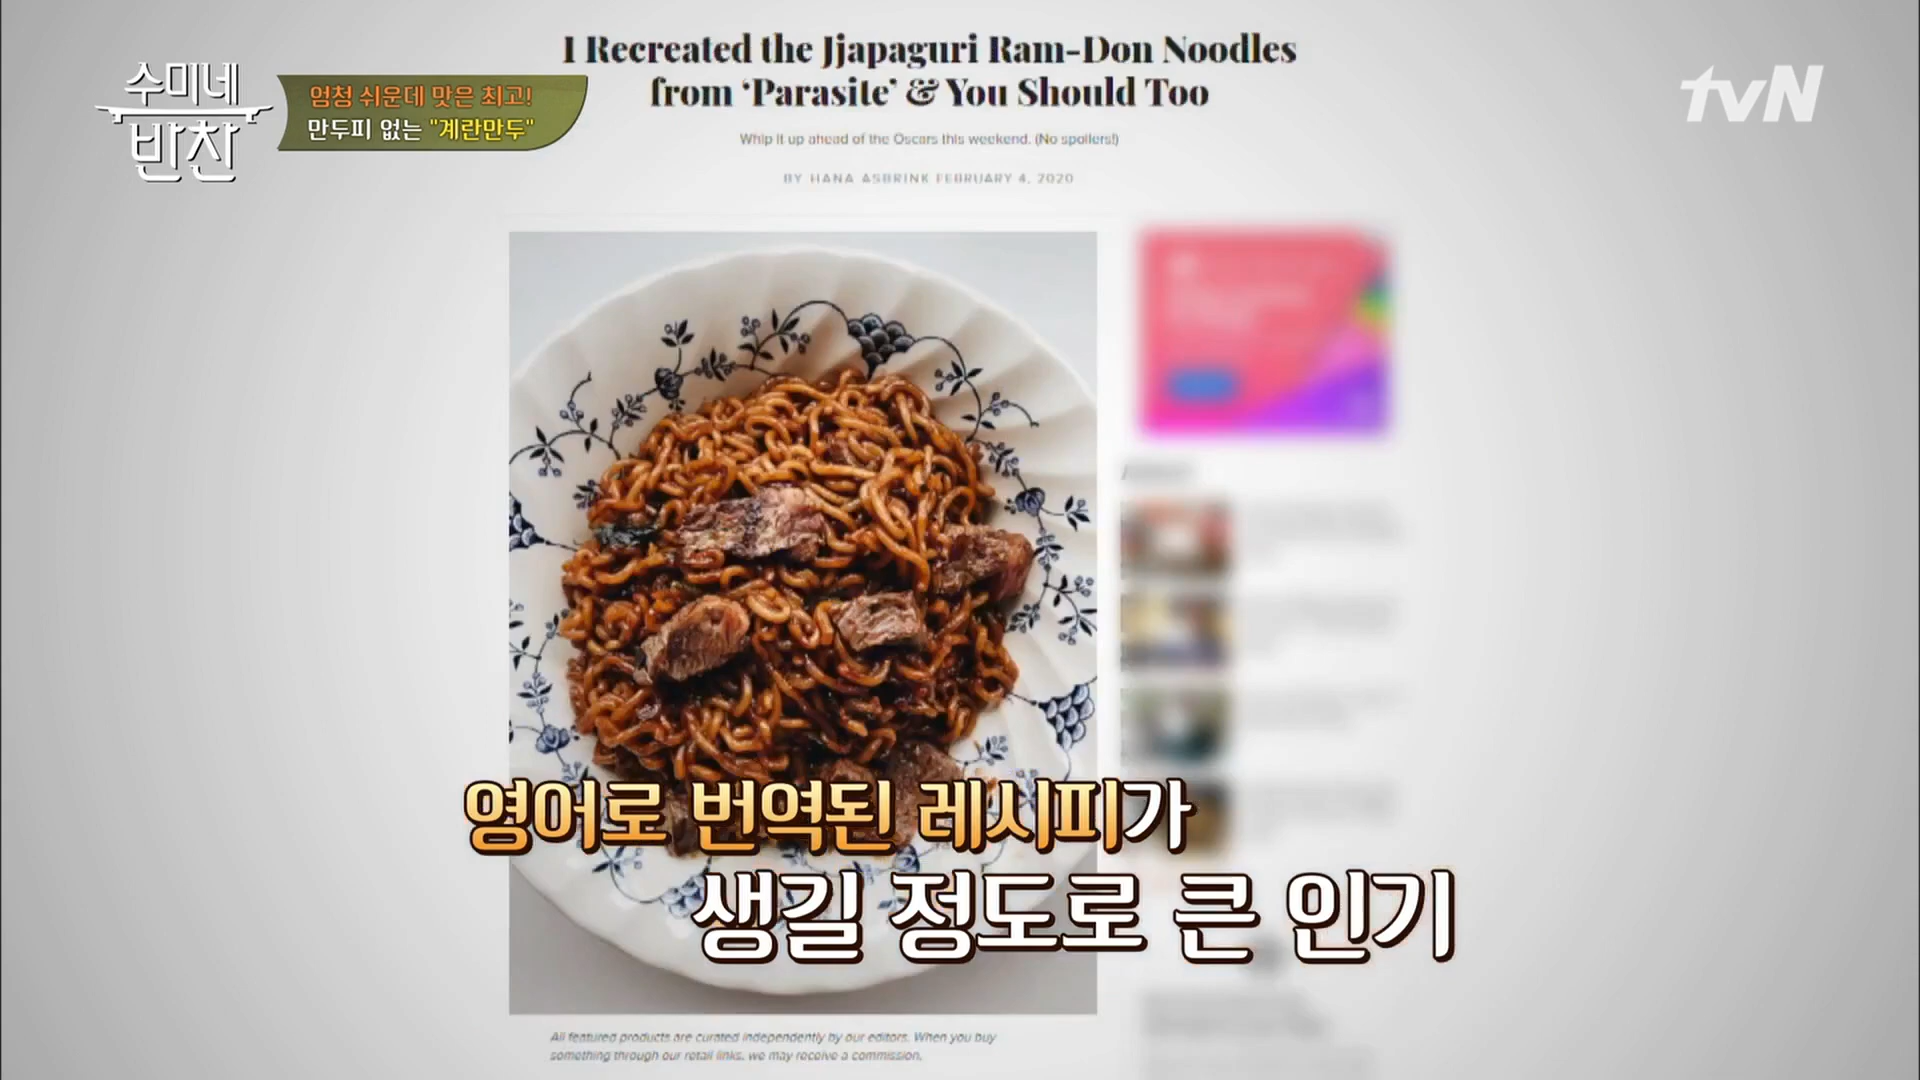 수미네
반찬
엄청 쉬운데 맛은 최고!
만두피 없는 "계란만두"
tvN
I Recreated the Jjapaguri Ram-Don Noodles
from ‘Parasite’ & You Should Too
Whip it up ahead of the Oscars this weekend. (No spoilers!)
BY HANA ASBRINK FEBRUARY 4, 2020
영어로 번역된 레시피가
생길 정도로 큰 인기
All featured products are curated independently by our editors. When you buy
something through our retail links, we may receive a commission.